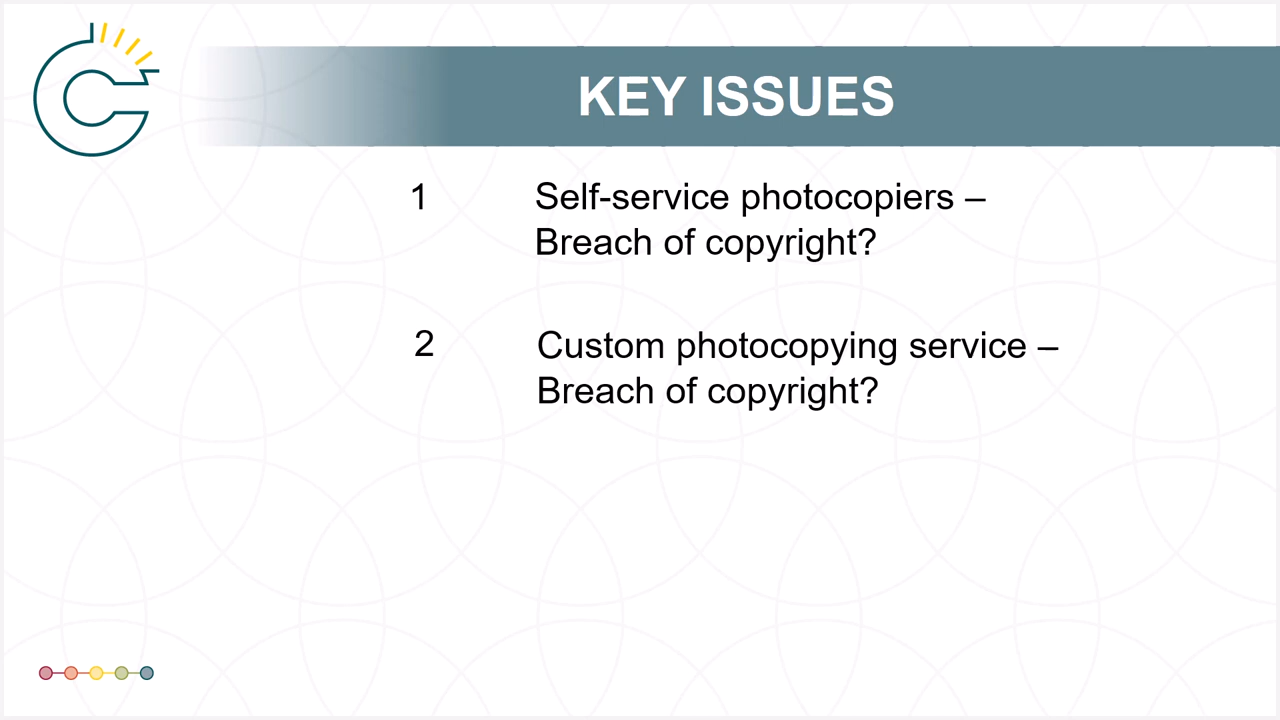 KEY ISSUES
1 Self-service photocopiers –
Breach of copyright?
2 Custom photocopying service –
Breach of copyright?